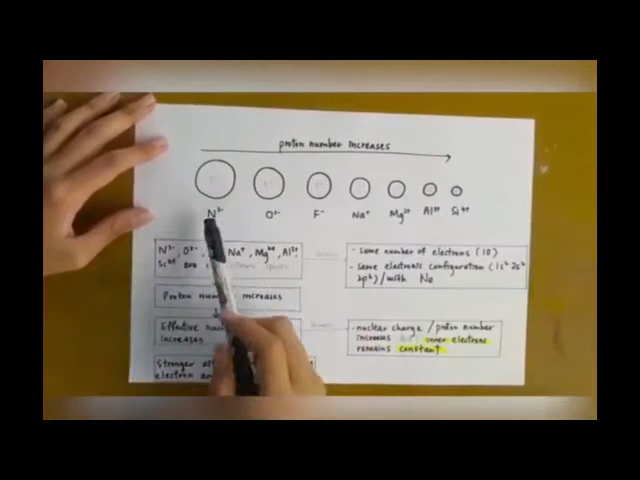 proton number increases
N³⁻ O²⁻ F⁻ Na⁺ Mg²⁺ Al³⁺ Si⁴⁺
N³⁻, O²⁻, Na⁺, Mg²⁺, Al³⁺,
Si⁴⁺ are
- same number of electrons (10)
- same electronic configuration (1s² 2s²
2p⁶) / with Ne
Proton increases
Effective
increases
- nuclear charge / proton number
increases inner electrons
remains constant
Stronger
electron